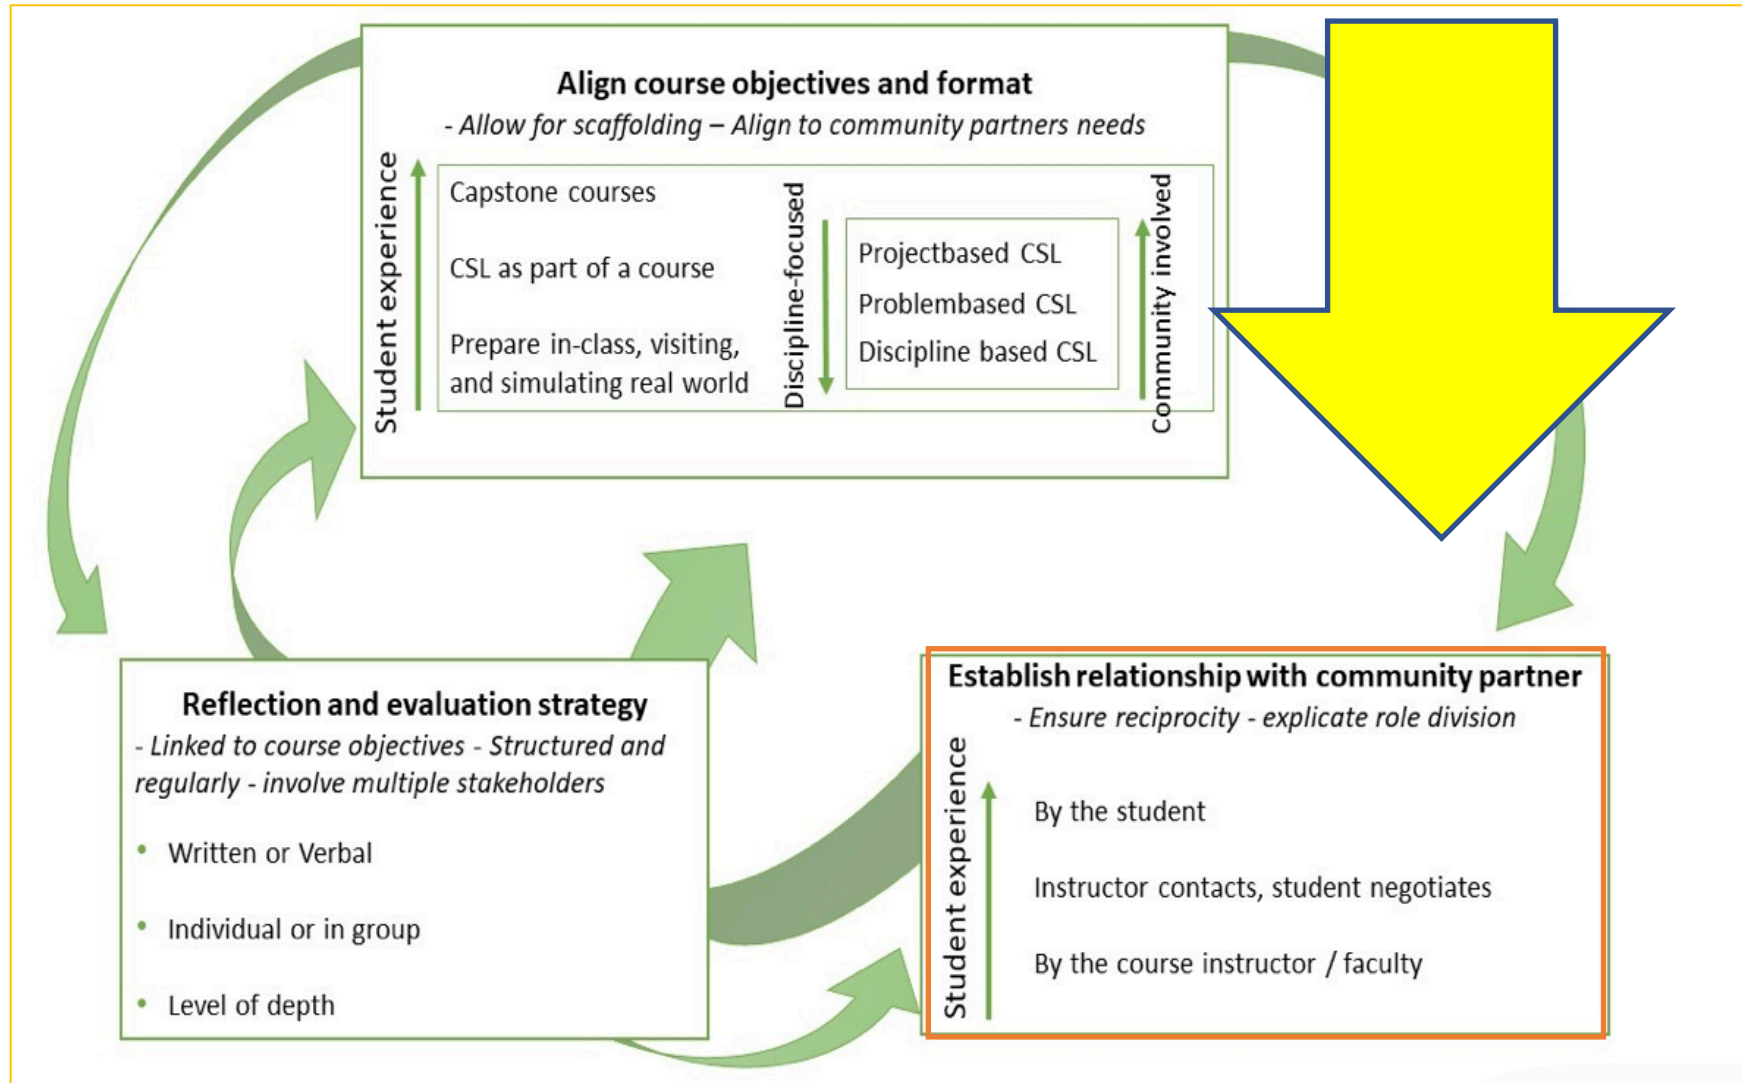 Align course objectives and format
- Allow for scaffolding – Align to community partners needs
Student experience
Capstone courses
CSL as part of a course
Prepare in-class, visiting,
and simulating real world
Discipline-focused
Projectbased CSL
Problembased CSL
Discipline based CSL
Community involved
Reflection and evaluation strategy
- Linked to course objectives - Structured and
regularly - involve multiple stakeholders
• Written or Verbal
• Individual or in group
• Level of depth
Establish relationship with community partner
- Ensure reciprocity - explicate role division
Student experience
By the student
Instructor contacts, student negotiates
By the course instructor / faculty